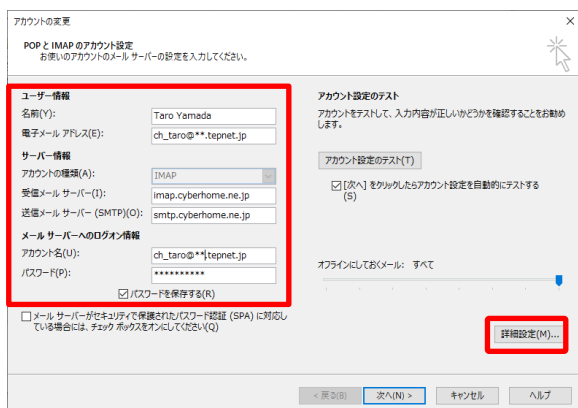 アカウントの変更
POP と IMAP のアカウント設定
お使いのアカウントのメール サーバーの設定を入力してください。
ユーザー情報
名前(Y):
Taro Yamada
電子メール アドレス(E):
ch_taro@**.tepnet.jp
サーバー情報
アカウントの種類(A):
IMAP
受信メール サーバー(I):
imap.cyberhome.ne.jp
送信メール サーバー (SMTP)(O):
smtp.cyberhome.ne.jp
メール サーバーへのログオン情報
アカウント名(U):
ch_taro@**.tepnet.jp
パスワード(P):
**********
パスワードを保存する(R)
メール サーバーがセキュリティで保護されたパスワード認証 (SPA) に対応し
ている場合には、チェック ボックスをオンにしてください(Q)
アカウント設定のテスト
アカウントをテストして、入力内容が正しいかどうかを確認することをお勧め
します。
アカウント設定のテスト(T)
[次へ] をクリックしたらアカウント設定を自動的にテストする
(S)
オフラインにしておくメール: すべて
詳細設定(M)...
< 戻る(B)
次へ(N) >
キャンセル
ヘルプ